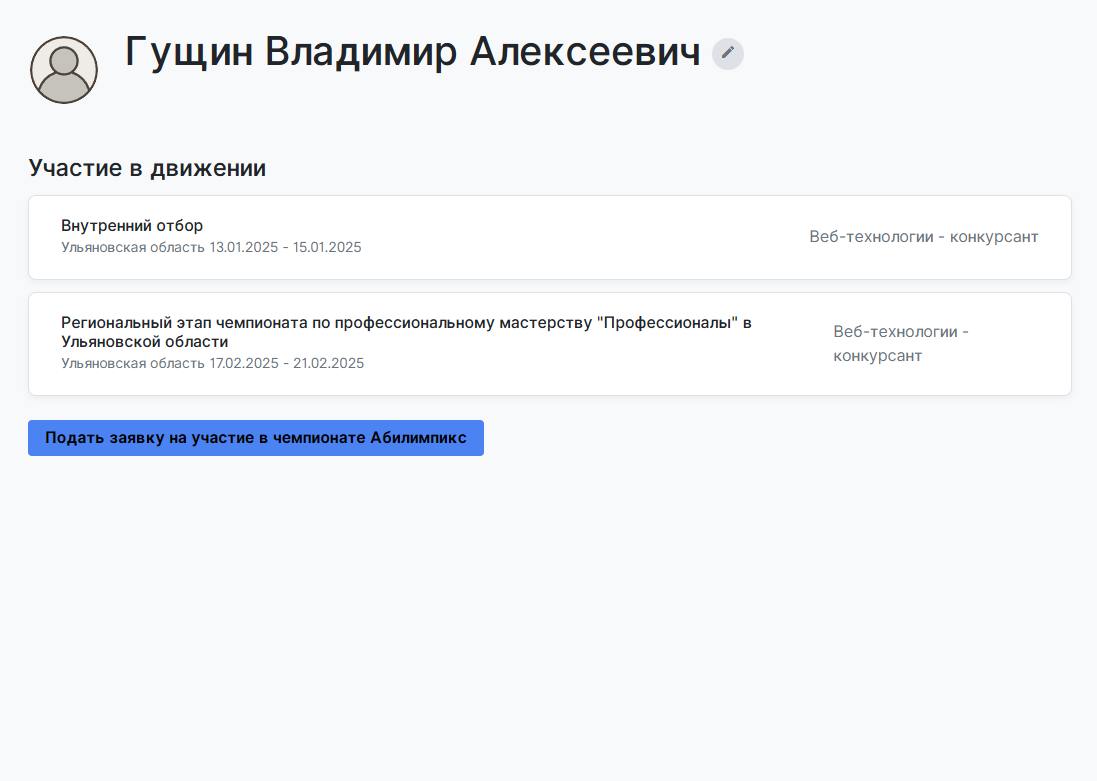 Гущин Владимир Алексеевич
Участие в движении
Внутренний отбор
Ульяновская область 13.01.2025 - 15.01.2025
Веб-технологии - конкурсант
Региональный этап чемпионата по профессиональному мастерству "Профессионалы" в
Ульяновской области
Ульяновская область 17.02.2025 - 21.02.2025
Веб-технологии -
конкурсант
Подать заявку на участие в чемпионате Абилимпикс